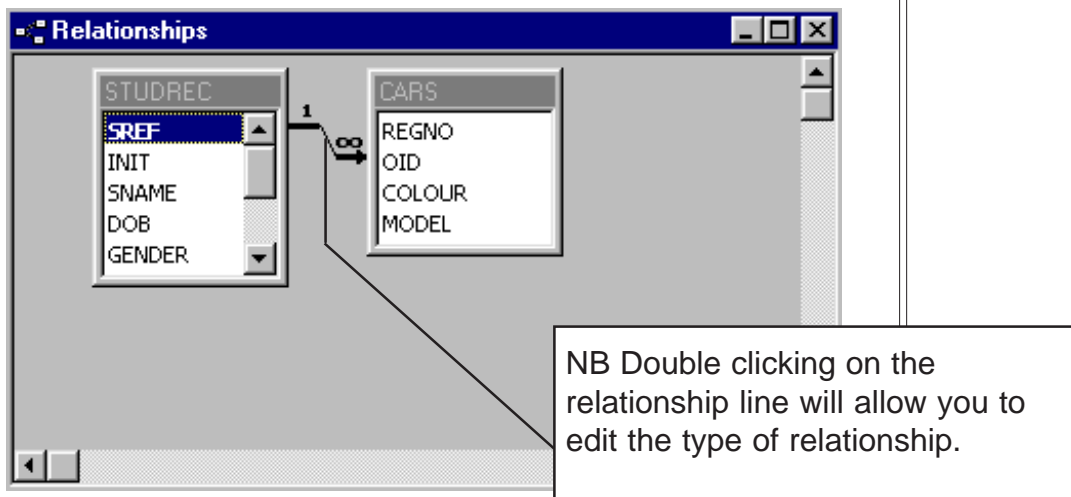 Relationships
STUDREC
SREF
INIT
SNAME
DOB
GENDER
1
∞
CARS
REGNO
OID
COLOUR
MODEL
NB Double clicking on the
relationship line will allow you to
edit the type of relationship.